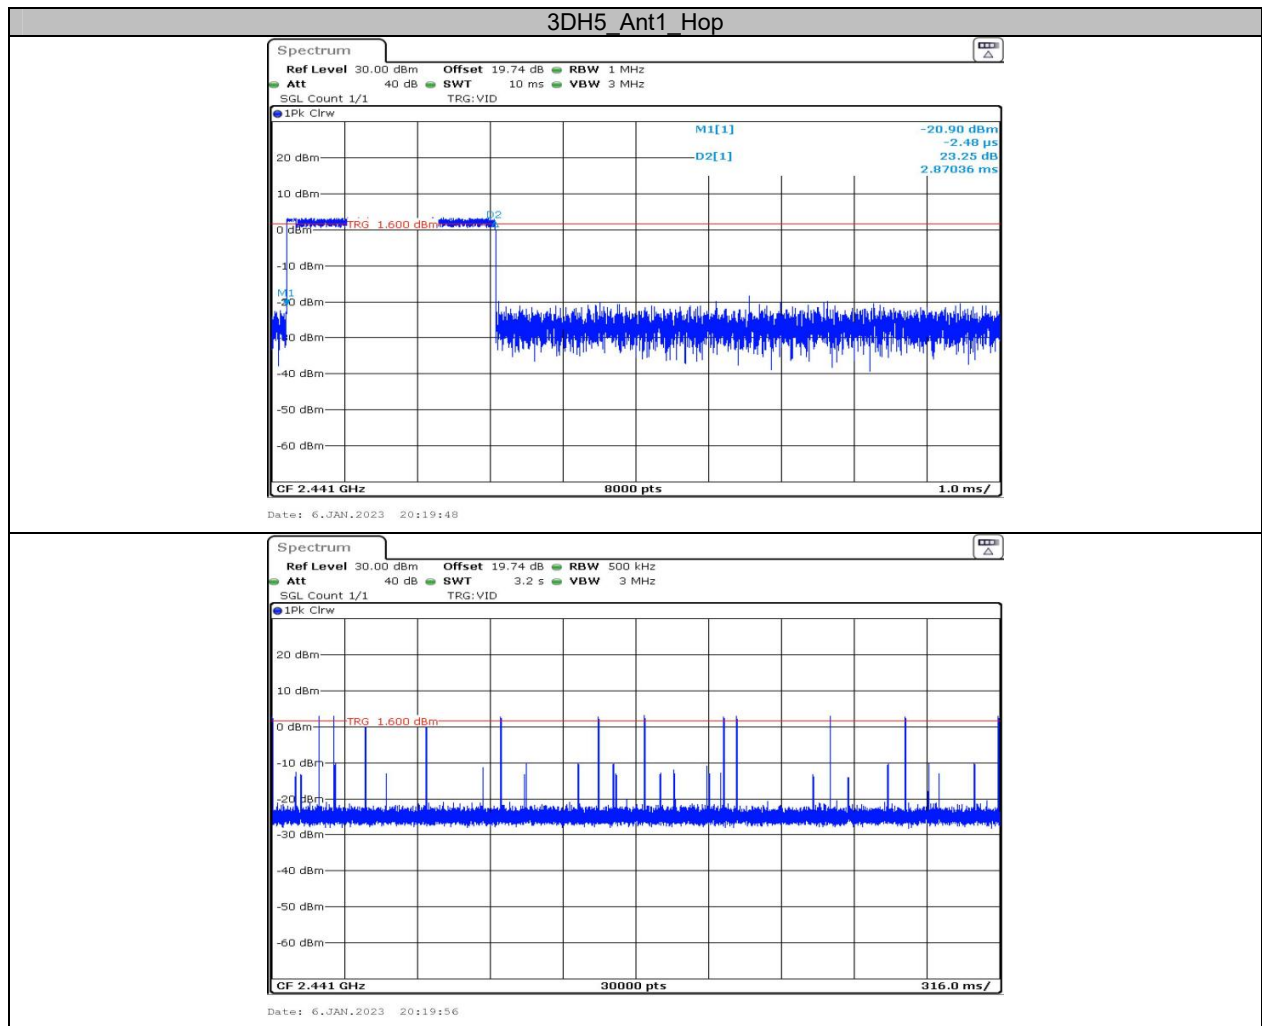 3DH5_Ant1_Hop
Spectrum
Ref Level 30.00 dBm Offset 19.74 dB RBW 1 MHz
Att 40 dB SWT 10 ms VBW 3 MHz
SGL Count 1/1 TRG:VID
1Pk Clrw
M1[1] -20.90 dBm
-2.48 µs
20 dBm D2[1] 23.25 dB
2.87036 ms
10 dBm
D2
TRG 1.600 dBm
0 dBm
-10 dBm
M1
-20 dBm
-30 dBm
-40 dBm
-50 dBm
-60 dBm
CF 2.441 GHz 8000 pts 1.0 ms/
Date: 6.JAN.2023 20:19:48
Spectrum
Ref Level 30.00 dBm Offset 19.74 dB RBW 500 kHz
Att 40 dB SWT 3.2 s VBW 3 MHz
SGL Count 1/1 TRG:VID
1Pk Clrw
20 dBm
10 dBm
TRG 1.600 dBm
0 dBm
-10 dBm
-20 dBm
-30 dBm
-40 dBm
-50 dBm
-60 dBm
CF 2.441 GHz 30000 pts 316.0 ms/
Date: 6.JAN.2023 20:19:56